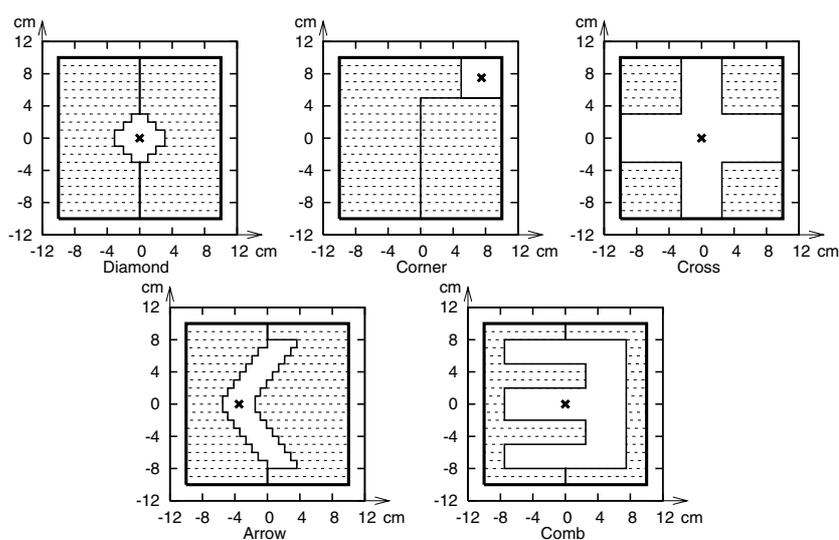 cm cm cm
12 12 12
8 8 8
4 4 4
0 0 0
-4 -4 -4
-8 -8 -8
-12 -12 -12
-12 -8 -4 0 4 8 12 cm -12 -8 -4 0 4 8 12 cm -12 -8 -4 0 4 8 12 cm
Diamond Corner Cross
cm cm
12 12
8 8
4 4
0 0
-4 -4
-8 -8
-12 -12
-12 -8 -4 0 4 8 12 cm -12 -8 -4 0 4 8 12 cm
Arrow Comb